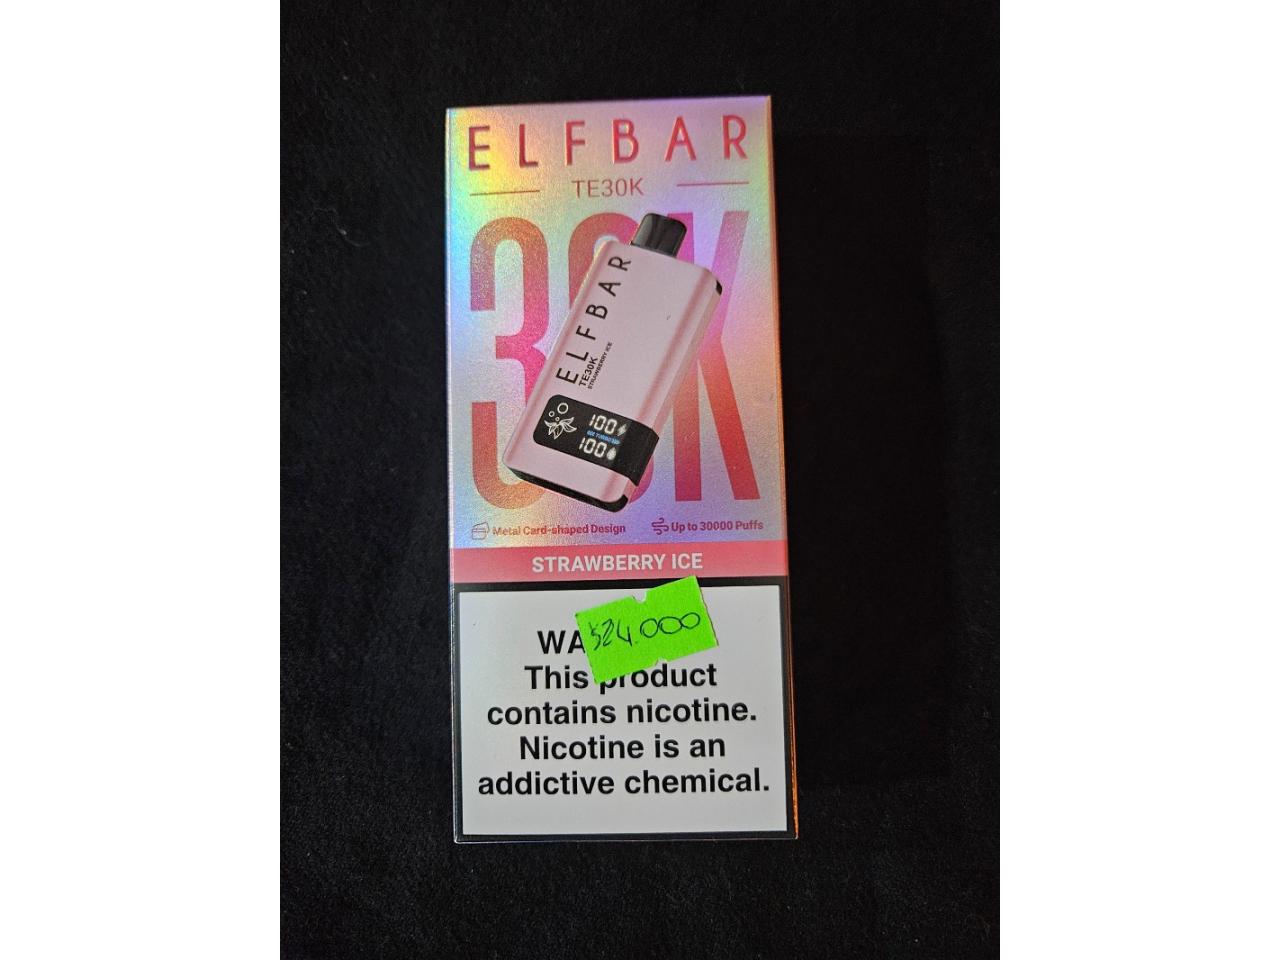 ELFBAR
TE30K
30K
ELFBAR
TE30K
STRAWBERRY ICE
100
100
Metal Card-shaped Design
Up to 30000 Puffs
STRAWBERRY ICE
$24.000
This product
contains nicotine.
Nicotine is an
addictive chemical.